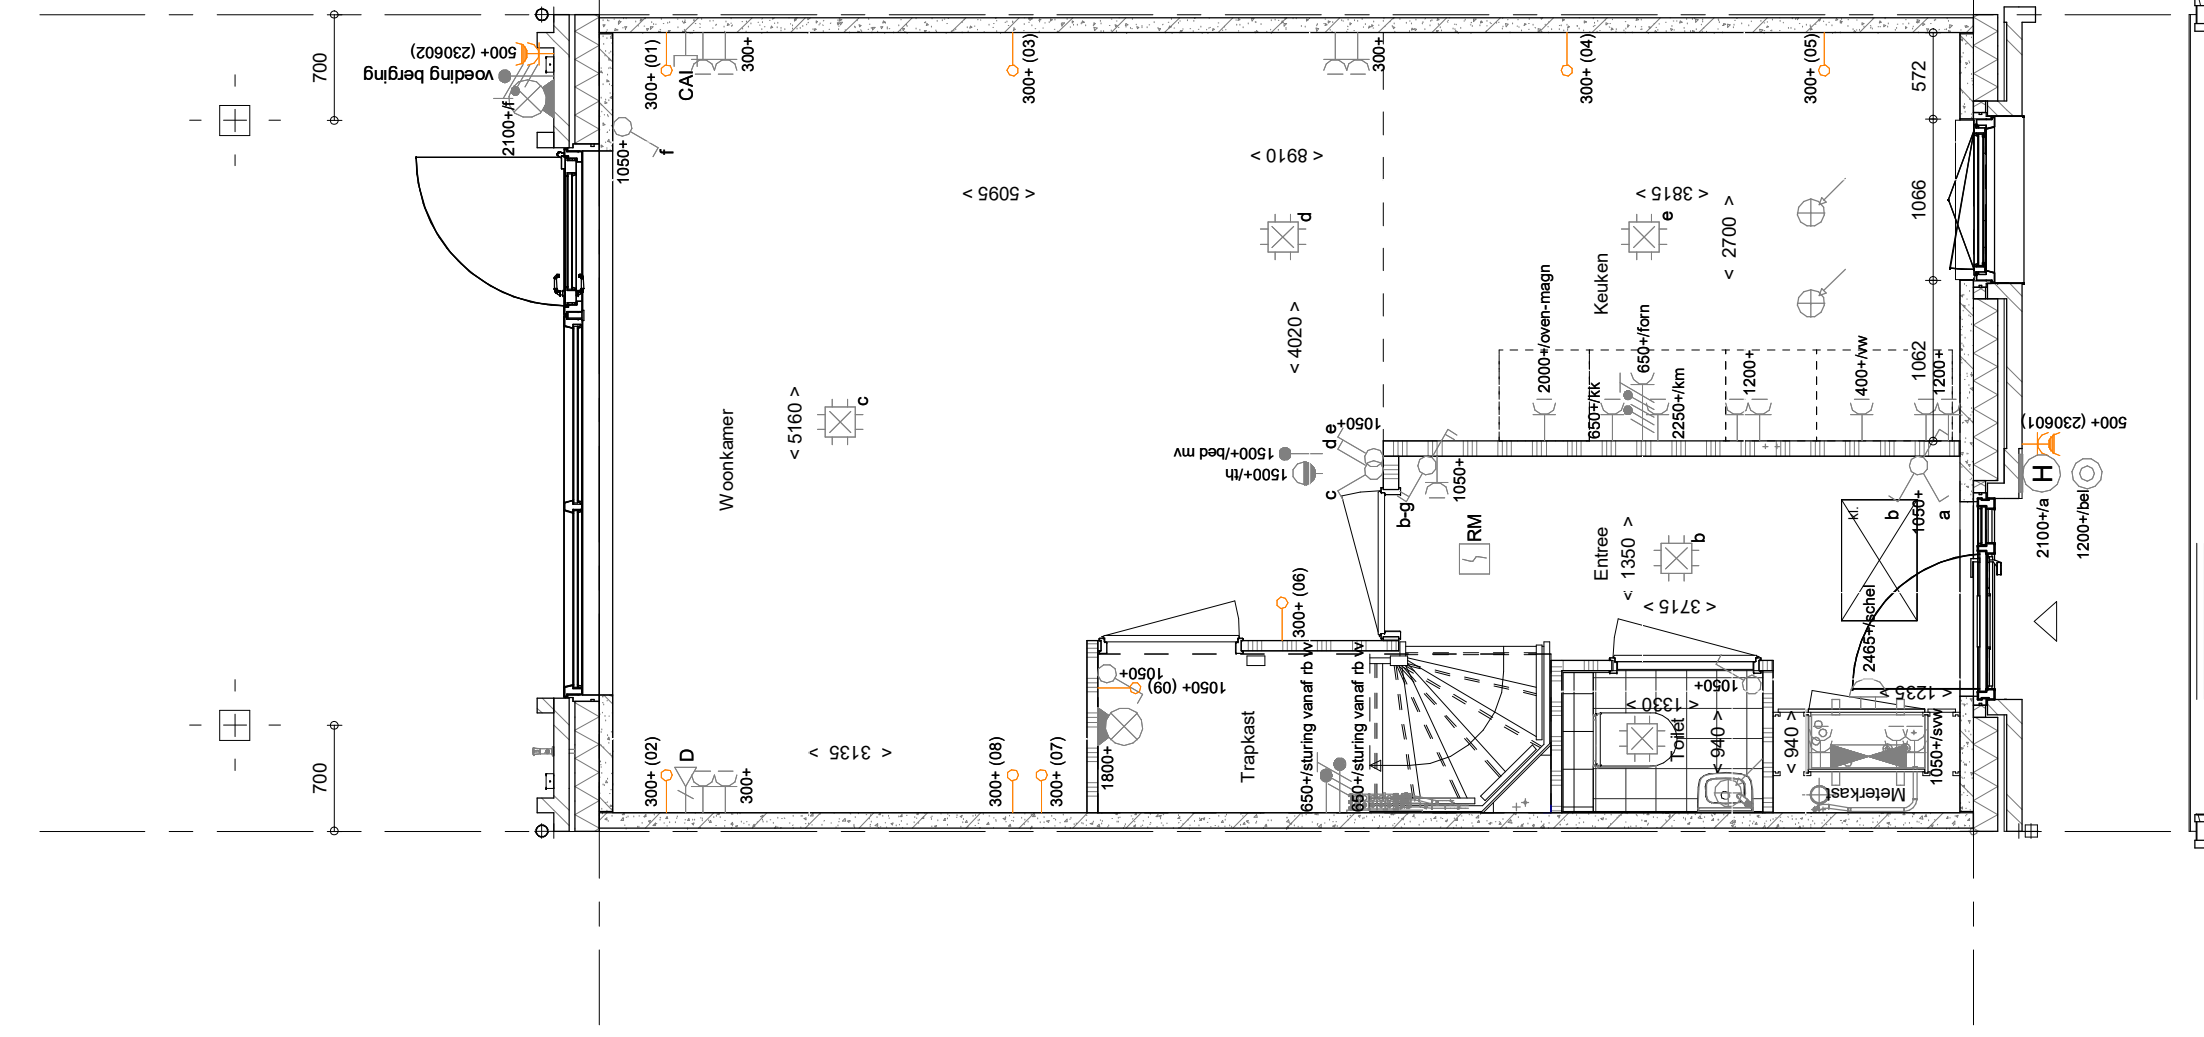 700
500+ (230602)
voeding berging
2100+/f
1050+
f
300+ (01)
CAI
300+
300+ (03)
300+
300+ (04)
300+ (05)
572
< 8910 >
< 5095 >
< 3815 >
1066
d
e
< 2700 >
Keuken
< 4020 >
2000+/oven-magn
650+/forn
650+/kk
2250+/km
1200+
400+/vw
1062
1200+
c
< 5160 >
Woonkamer
1050+
d e
1500+/bed mv
1500+/th
c
b-g
1050+
500+ (230601)
H
2100+/a
1200+/bel
RM
Entree
< 1350 >
b
< 3715 >
kl.
b
1050+
a
2465+/schel
300+ (06)
1050+
1050+ (09)
1800+
Trapkast
650+/sturing vanaf rb vv
650+/sturing vanaf rb vv
1050+
< 1330 >
Toilet
< 940 >
< 940 >
< 1235 >
1050+/svw
Meterkast
700
300+ (02)
D
300+
< 3135 >
300+ (08)
300+ (07)